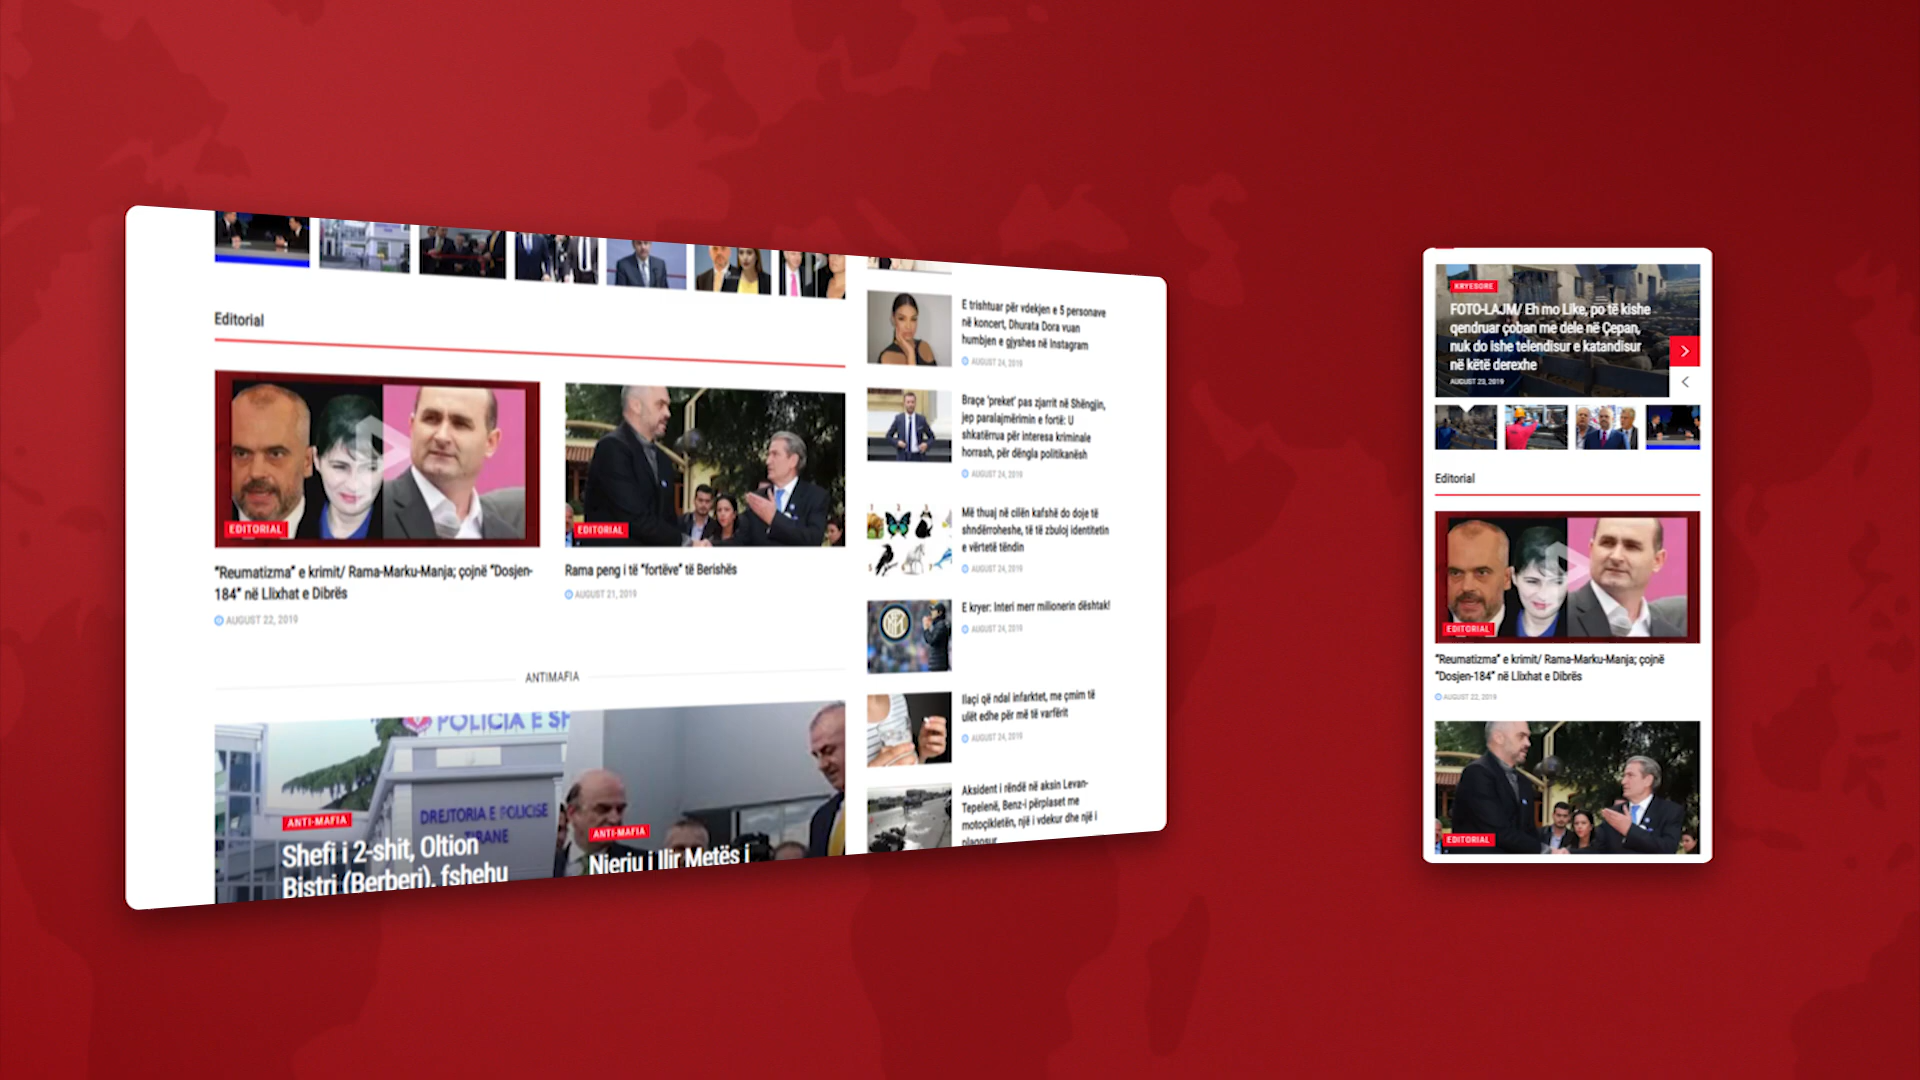 Editorial
EDITORIAL
"Reumatizma" e krimit/ Rama-Marku-Manja; çojnë "Dosjen-
184" në Llixhat e Dibrës
AUGUST 22, 2019
EDITORIAL
Rama peng i të "fortëve" të Berishës
AUGUST 21, 2019
ANTIMAFIA
POLICIA E SH
DREJTORIA E POLICISE
TIRANE
ANTI-MAFIA
Shefi i 2-shit, Oltion
Bistri (Berberi), fshehu
ANTI-MAFIA
Njeriu i Ilir Metës i
E trishtuar për vdekjen e 5 personave
në koncert, Dhurata Dora vuan
humbjen e gjyshes në Instagram
AUGUST 24, 2019
Braçe 'preket' pas zjarrit në Shëngjin,
jep paralajmërimin e fortë: U
shkatërrua për interesa kriminale
horrash, për dëngla politikanësh
AUGUST 24, 2019
Më thuaj në cilën kafshë do doje të
shndërroheshe, të të zbuloj identitetin
e vërtetë tëndin
AUGUST 24, 2019
E kryer: Interi merr milionerin dështak!
AUGUST 24, 2019
Ilaçi që ndal infarktet, me çmim të
ulët edhe për më të varfërit
AUGUST 24, 2019
Aksident i rëndë në aksin Levan-
Tepelenë, Benz-i përplaset me
motoçikletën, një i vdekur dhe një i
plagosur
KRYESORE
FOTO-LAJM/ Eh mo Like, po të kishe
qendruar çoban me dele në Çepan,
nuk do ishe telendisur e katandisur
në këtë derexhe
AUGUST 23, 2019
Editorial
EDITORIAL
"Reumatizma" e krimit/ Rama-Marku-Manja; çojnë
"Dosjen-184" në Llixhat e Dibrës
AUGUST 22, 2019
EDITORIAL